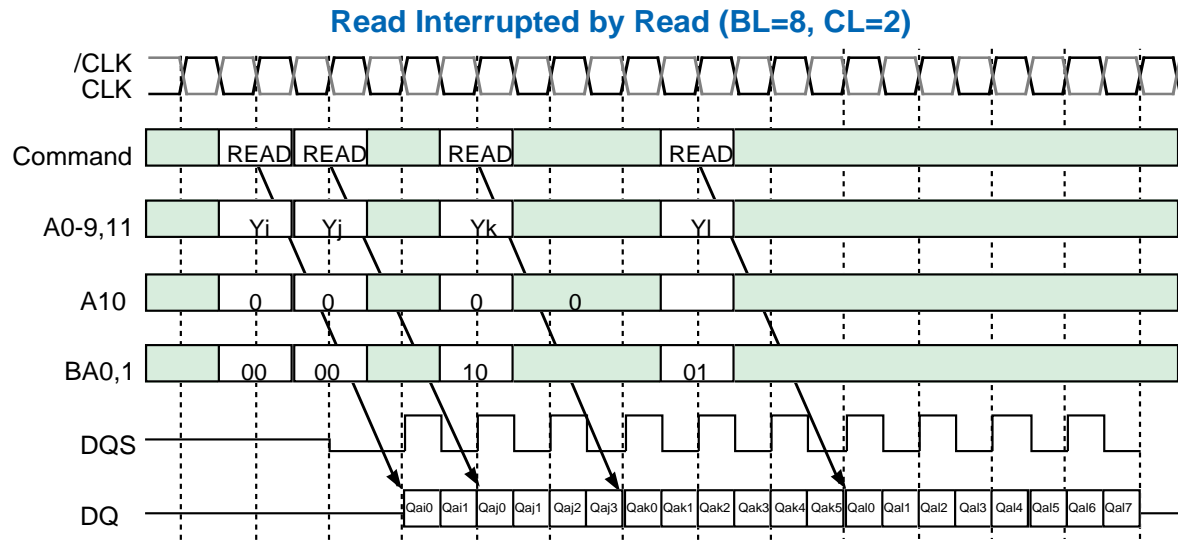 Read Interrupted by Read (BL=8, CL=2)
/CLK
CLK
Command READ READ READ READ
A0-9,11 Yi Yj Yk Yl
A10 0 0 0 0
BA0,1 00 00 10 01
DQS
DQ Qai0 Qai1 Qaj0 Qaj1 Qaj2 Qaj3 Qak0 Qak1 Qak2 Qak3 Qak4 Qak5 Qal0 Qal1 Qal2 Qal3 Qal4 Qal5 Qal6 Qal7